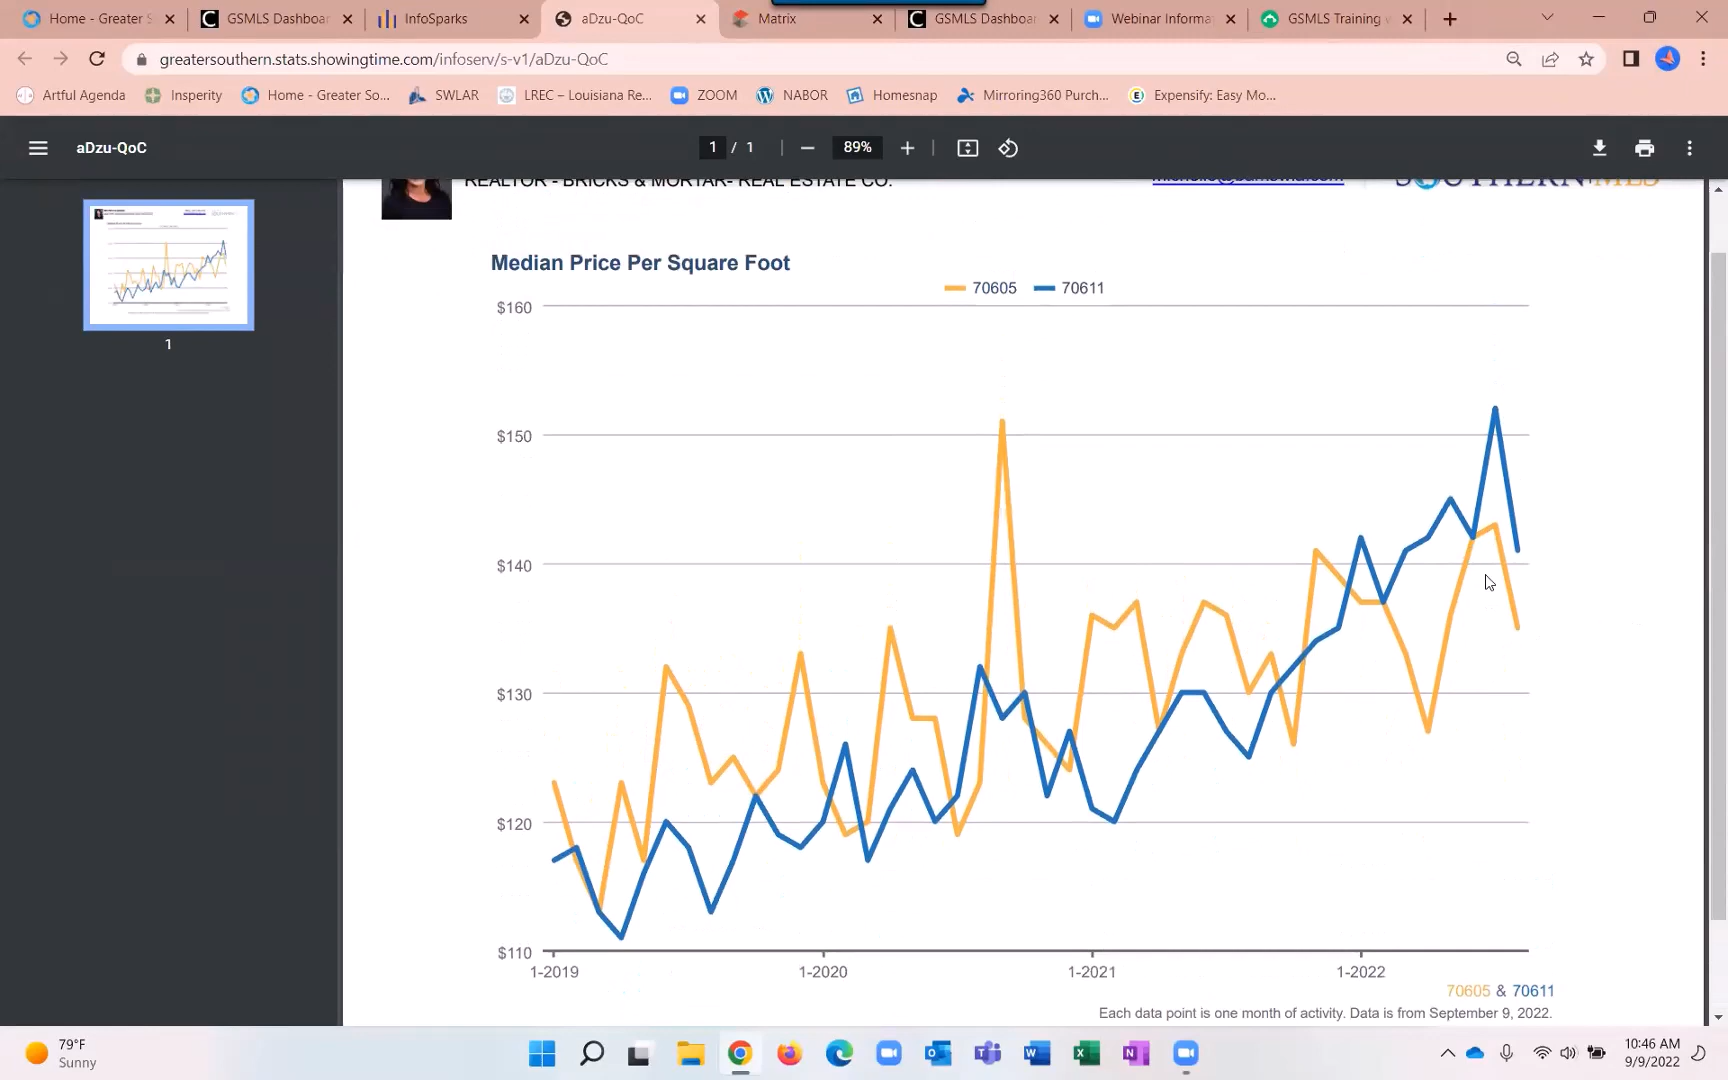 Home - Greater S
GSMLS Dashboar
InfoSparks
aDzu-QoC
Matrix
GSMLS Dashboar
Webinar Informa
GSMLS Training
greatersouthern.stats.showingtime.com/infoserv/s-v1/aDzu-QoC
Artful Agenda
Insperity
Home - Greater So...
SWLAR
LREC – Louisiana Re...
ZOOM
NABOR
Homesnap
Mirroring360 Purch...
Expensify: Easy Mo...
aDzu-QoC
1 / 1
89%
REALTOR - BRICKS & MORTAR- REAL ESTATE CO.
SOUTHERN MLS
Median Price Per Square Foot
70605 70611
$160
$150
$140
$130
$120
$110
1-2019 1-2020 1-2021 1-2022
70605 & 70611
Each data point is one month of activity. Data is from September 9, 2022.
1
79°F
Sunny
10:46 AM
9/9/2022